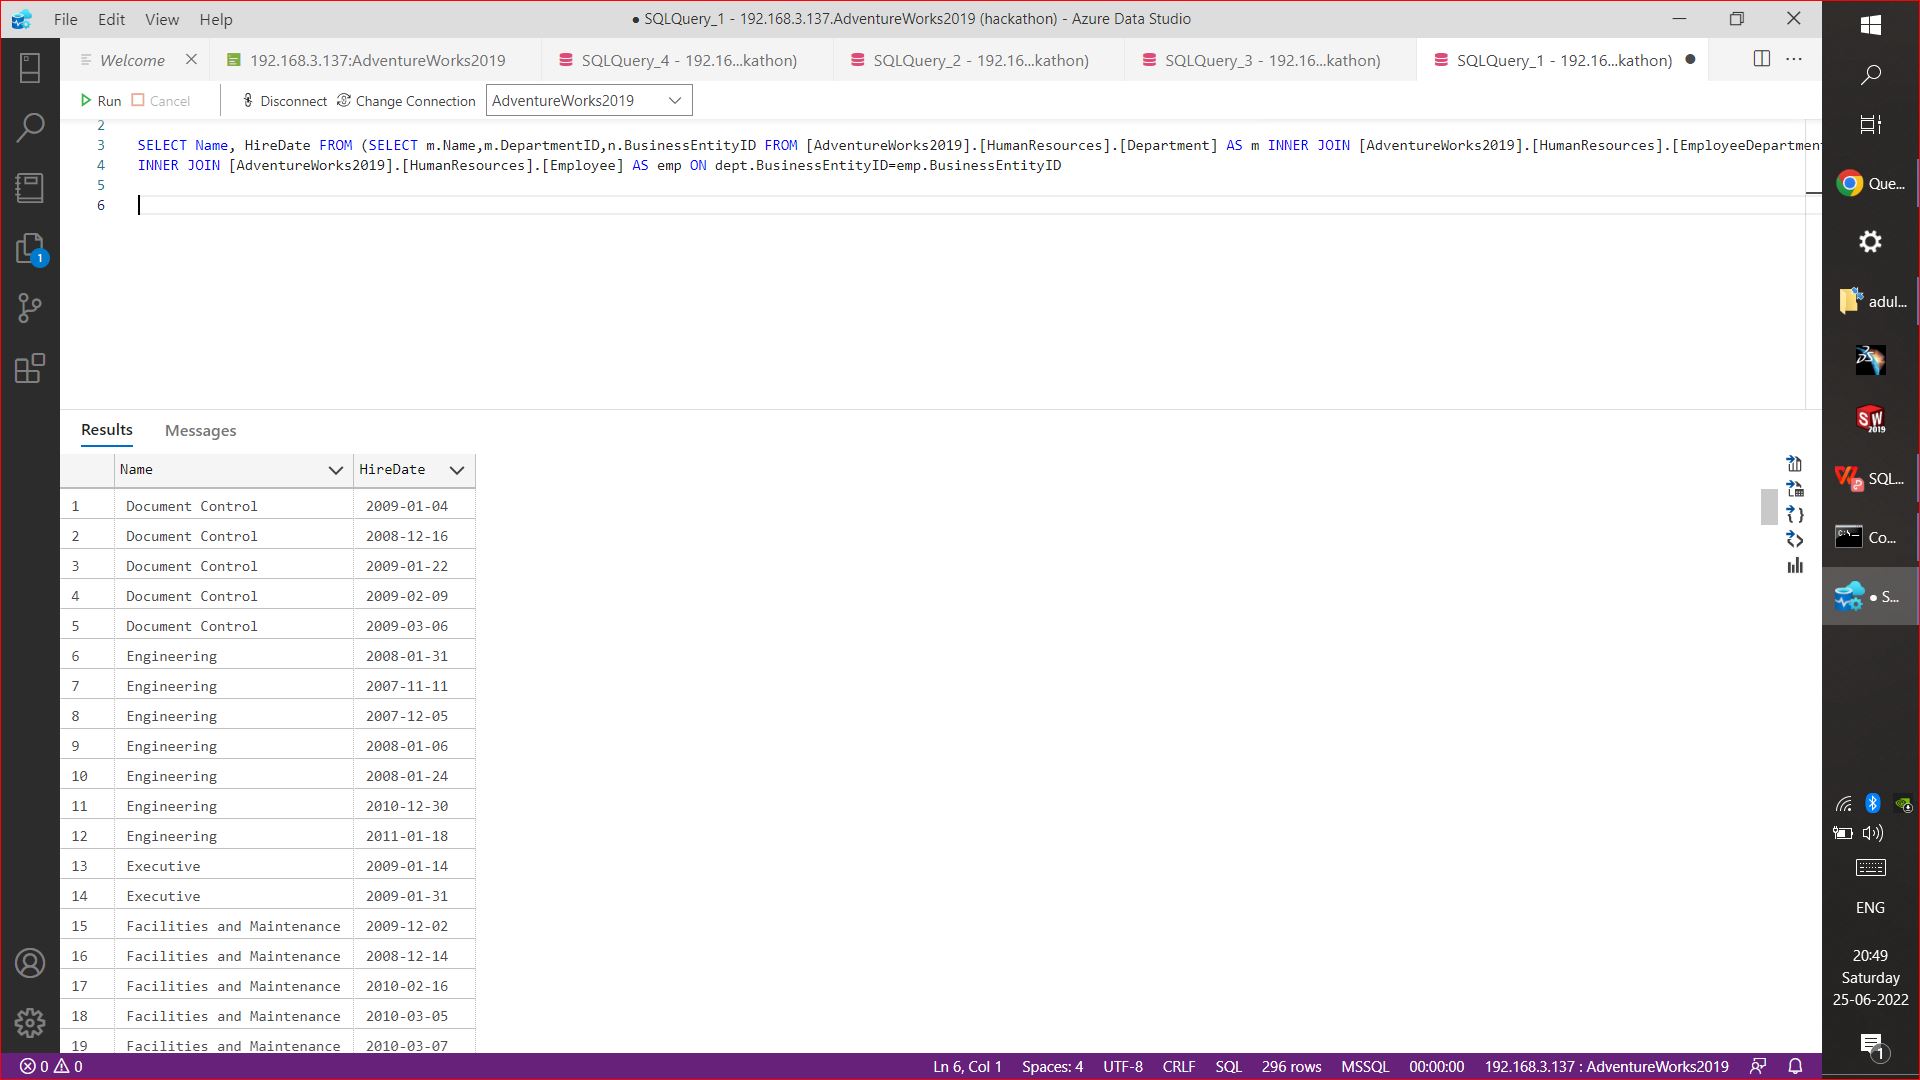 File Edit View Help
● SQLQuery_1 - 192.168.3.137.AdventureWorks2019 (hackathon) - Azure Data Studio
Welcome
192.168.3.137:AdventureWorks2019
SQLQuery_4 - 192.16...kathon)
SQLQuery_2 - 192.16...kathon)
SQLQuery_3 - 192.16...kathon)
SQLQuery_1 - 192.16...kathon) ●
Run Cancel Disconnect Change Connection AdventureWorks2019
2
3 SELECT Name, HireDate FROM (SELECT m.Name,m.DepartmentID,n.BusinessEntityID FROM [AdventureWorks2019].[HumanResources].[Department] AS m INNER JOIN [AdventureWorks2019].[HumanResources].[EmployeeDepartmen
4 INNER JOIN [AdventureWorks2019].[HumanResources].[Employee] AS emp ON dept.BusinessEntityID=emp.BusinessEntityID
5
6
1
Results Messages
Name HireDate
1 Document Control 2009-01-04
2 Document Control 2008-12-16
3 Document Control 2009-01-22
4 Document Control 2009-02-09
5 Document Control 2009-03-06
6 Engineering 2008-01-31
7 Engineering 2007-11-11
8 Engineering 2007-12-05
9 Engineering 2008-01-06
10 Engineering 2008-01-24
11 Engineering 2010-12-30
12 Engineering 2011-01-18
13 Executive 2009-01-14
14 Executive 2009-01-31
15 Facilities and Maintenance 2009-12-02
16 Facilities and Maintenance 2008-12-14
17 Facilities and Maintenance 2010-02-16
18 Facilities and Maintenance 2010-03-05
19 Facilities and Maintenance 2010-03-07
0 0
Ln 6, Col 1 Spaces: 4 UTF-8 CRLF SQL 296 rows MSSQL 00:00:00 192.168.3.137 : AdventureWorks2019
Que...
adul...
SW 2019
SQL...
Co...
● S...
ENG
20:49
Saturday
25-06-2022
1